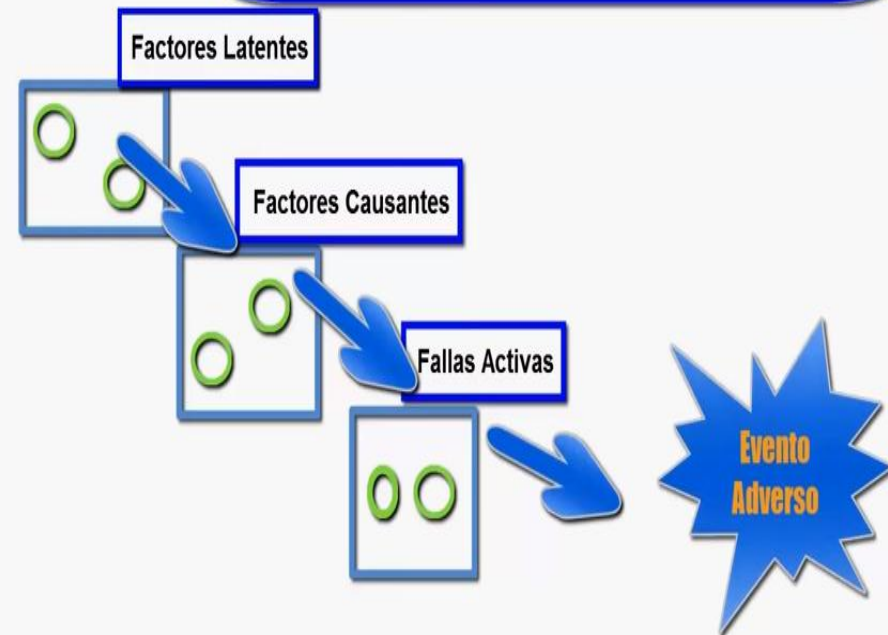 Factores Latentes
Factores Causantes
Fallas Activas
Evento
Adverso